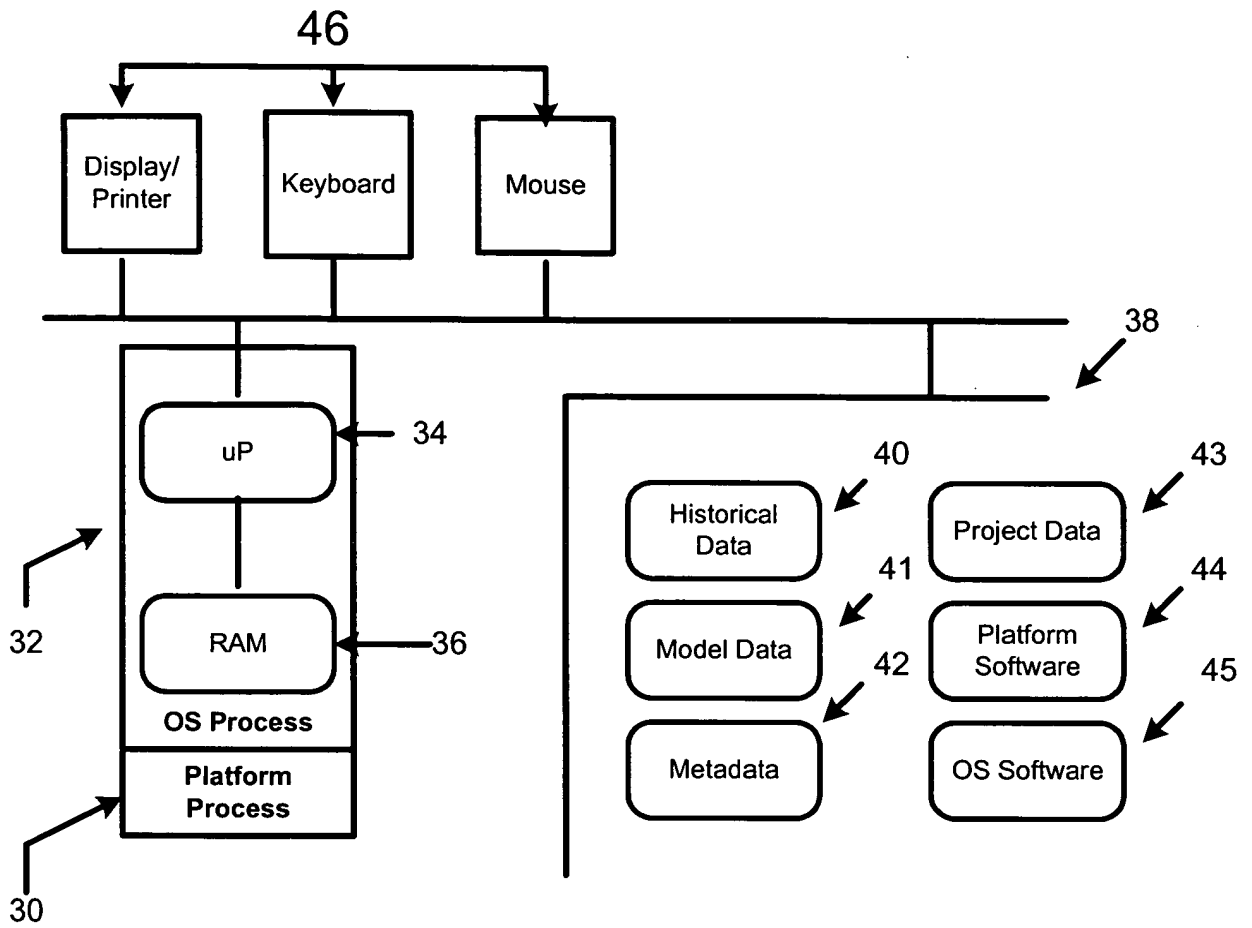 46
Display/
Printer
Keyboard
Mouse
38
uP
34
40
43
Historical
Data
Project Data
41
44
32
RAM
36
Model Data
42
Platform
Software
45
OS Process
Metadata
OS Software
Platform
Process
30